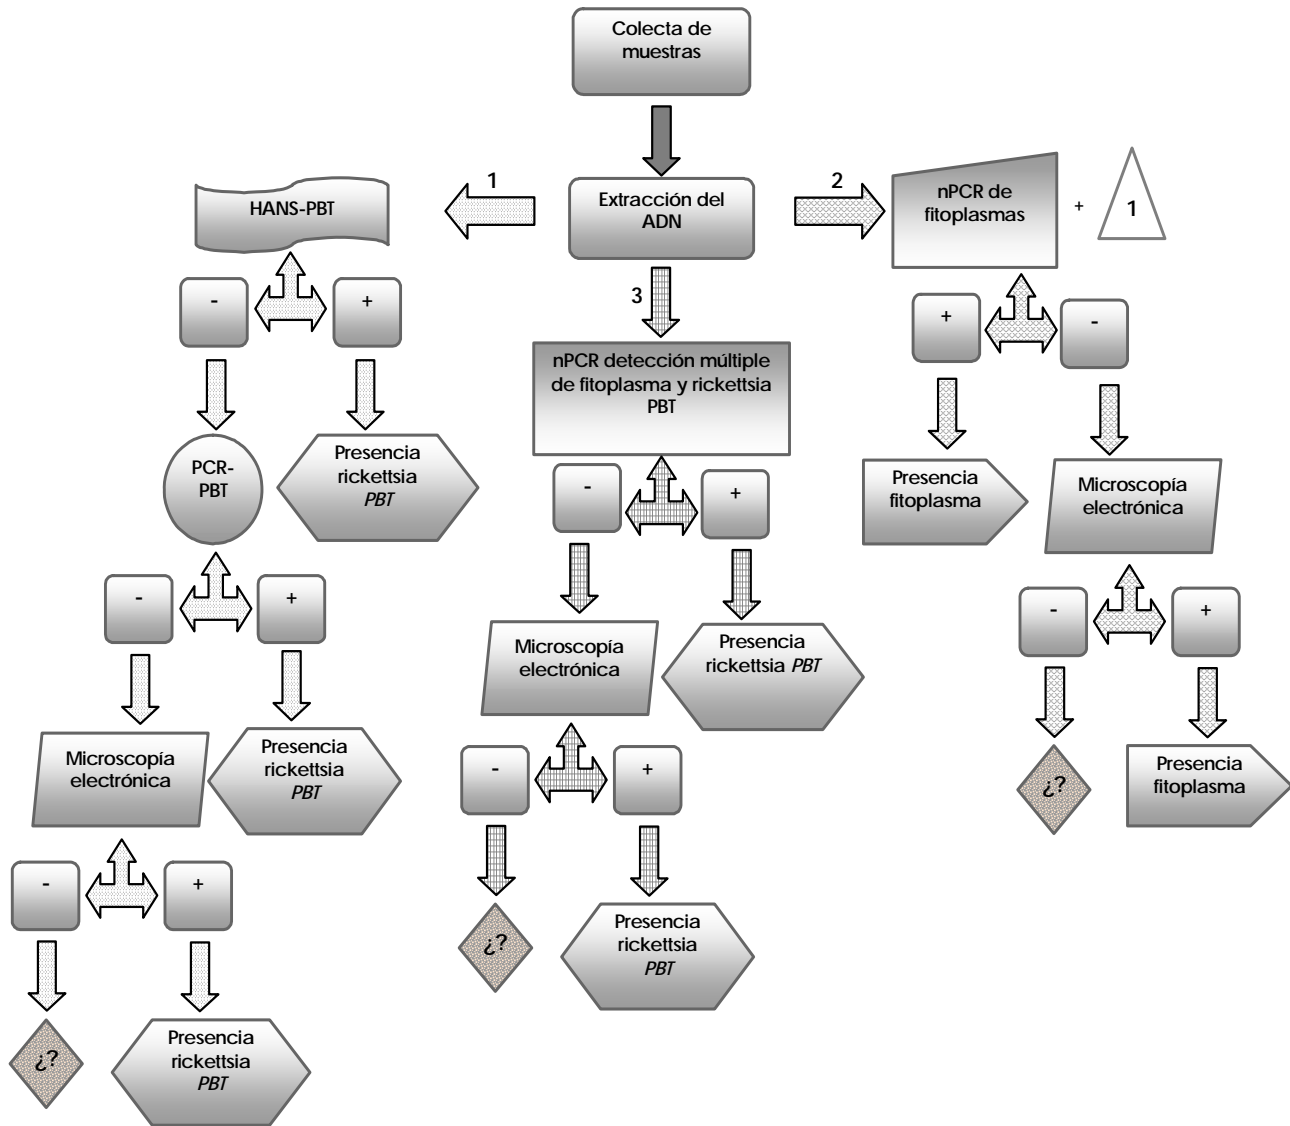 Colecta de
muestras
1
2
HANS-PBT
Extracción del
ADN
nPCR de
fitoplasmas
+
1
3
-
+
+
-
nPCR detección múltiple
de fitoplasma y rickettsia
PBT
PCR-
PBT
Presencia
rickettsia
PBT
-
+
Presencia
fitoplasma
Microscopía
electrónica
-
+
-
+
Microscopía
electrónica
Presencia
rickettsia PBT
Microscopía
electrónica
Presencia
rickettsia
PBT
-
+
¿?
Presencia
fitoplasma
-
+
¿?
Presencia
rickettsia
PBT
¿?
Presencia
rickettsia
PBT